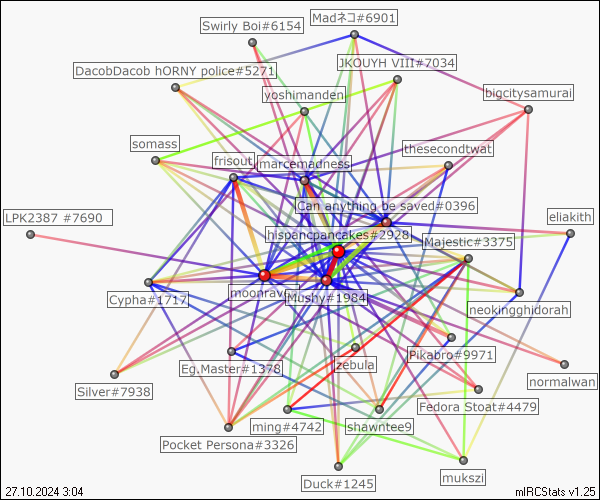 Madネコ#6901
Swirly Boi#6154
JKOUYH VIII#7034
DacobDacob hORNY police#5271
yoshimanden
bigcitysamurai
somass
thesecondtwat
frisout
marcemadness
Can anything be saved#0396
LPK2387 #7690
eliakith
hispancpancakes#2928
Majestic#3375
moonrav
Mushy#1984
Cypha#1717
neokingghidorah
Pikabro#9971
zebula
Eg.Master#1378
normalwan
Silver#7938
Fedora Stoat#4479
ming#4742
shawntee9
Pocket Persona#3326
mukszi
Duck#1245
27.10.2024 3:04
mIRCStats v1.25